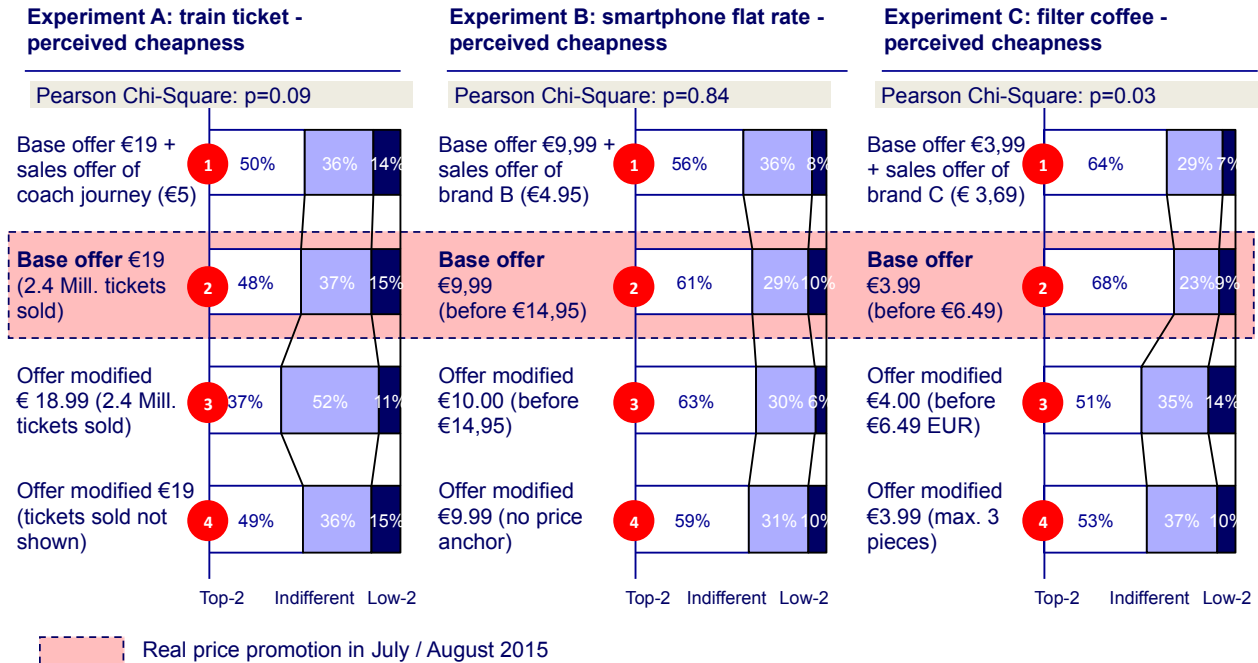 Experiment A: train ticket -
perceived cheapness
Pearson Chi-Square: p=0.09
Base offer €19 +
sales offer of
coach journey (€5)
1
50%
36%
14%
Base offer €19
(2.4 Mill. tickets
sold)
2
48%
37%
15%
Offer modified
€ 18.99 (2.4 Mill.
tickets sold)
3
37%
52%
11%
Offer modified €19
(tickets sold not
shown)
4
49%
36%
15%
Top-2 Indifferent Low-2
Experiment B: smartphone flat rate -
perceived cheapness
Pearson Chi-Square: p=0.84
Base offer €9,99 +
sales offer of
brand B (€4.95)
1
56%
36%
8%
Base offer
€9,99
(before €14,95)
2
61%
29%
10%
Offer modified
€10.00 (before
€14,95)
3
63%
30%
6%
Offer modified
€9.99 (no price
anchor)
4
59%
31%
10%
Top-2 Indifferent Low-2
Experiment C: filter coffee -
perceived cheapness
Pearson Chi-Square: p=0.03
Base offer €3,99
+ sales offer of
brand C (€ 3,69)
1
64%
29%
7%
Base offer
€3.99
(before €6.49)
2
68%
23%
9%
Offer modified
€4.00 (before
€6.49 EUR)
3
51%
35%
14%
Offer modified
€3.99 (max. 3
pieces)
4
53%
37%
10%
Top-2 Indifferent Low-2
Real price promotion in July / August 2015